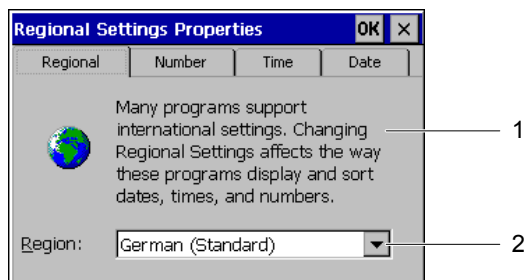 Regional Settings Properties OK ×
Regional Number Time Date
Many programs support
international settings. Changing
Regional Settings affects the way
these programs display and sort
dates, times, and numbers.
1
Region: German (Standard)
2